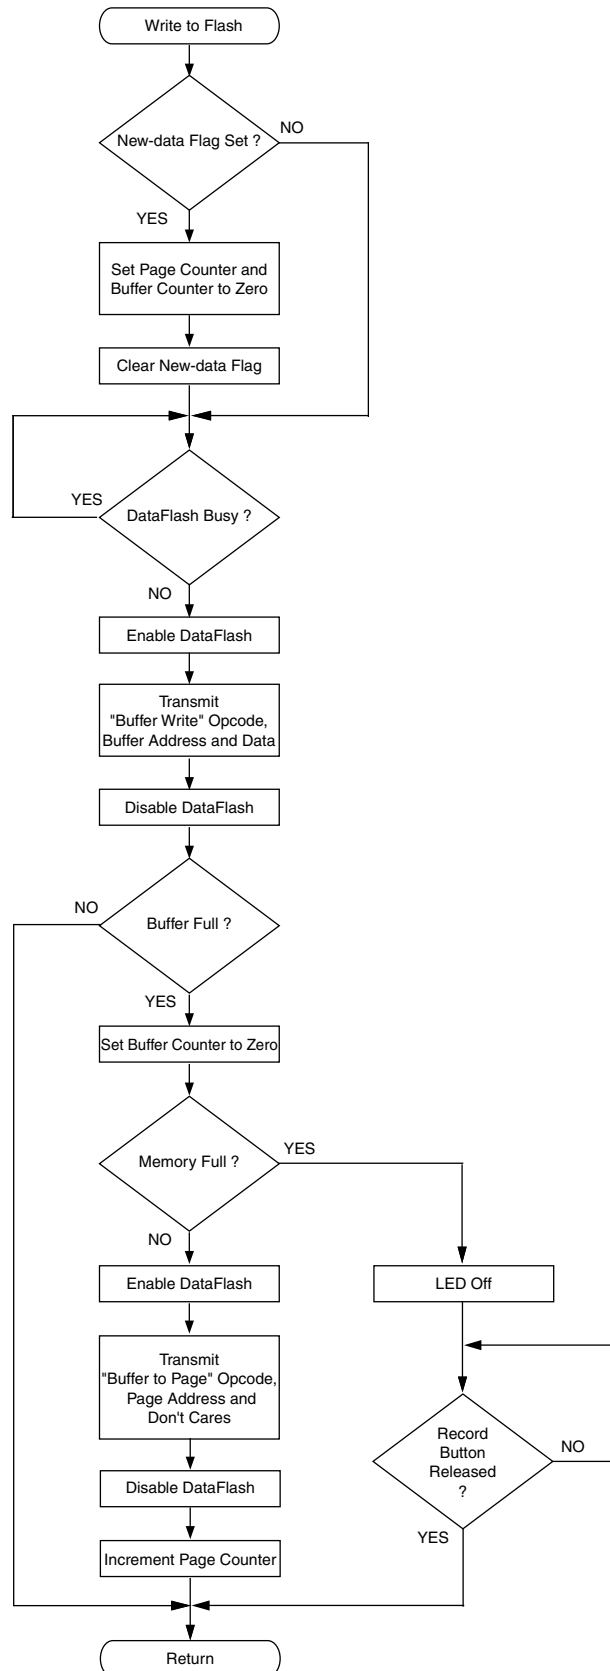 Write to Flash
New-data Flag Set ?
NO
YES
Set Page Counter and
Buffer Counter to Zero
Clear New-data Flag
YES
DataFlash Busy ?
NO
Enable DataFlash
Transmit
"Buffer Write" Opcode,
Buffer Address and Data
Disable DataFlash
NO
Buffer Full ?
YES
Set Buffer Counter to Zero
Memory Full ?
YES
NO
Enable DataFlash
LED Off
Transmit
"Buffer to Page" Opcode,
Page Address and
Don't Cares
Record
Button
Released
?
NO
Disable DataFlash
YES
Increment Page Counter
Return